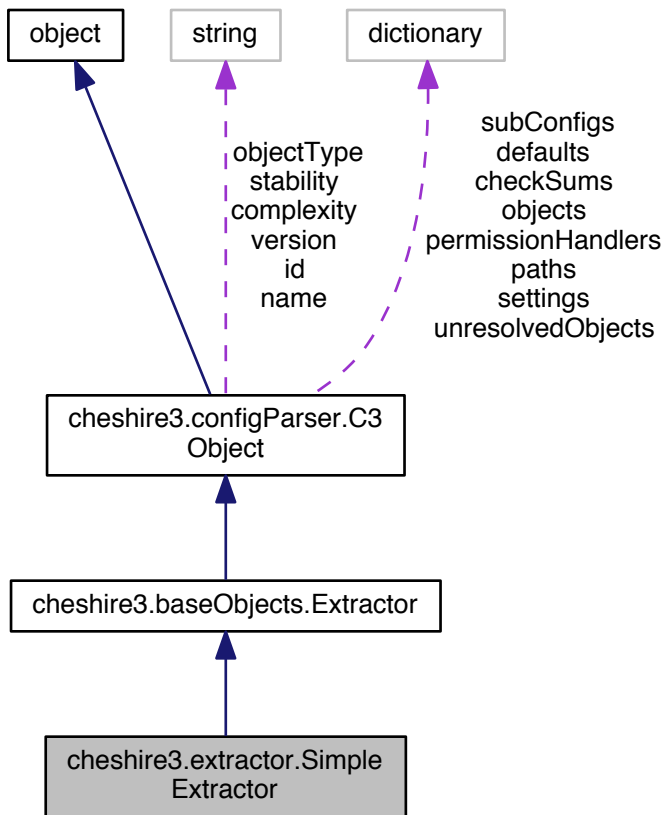 object
string
dictionary
objectType
stability
complexity
version
id
name
subConfigs
defaults
checkSums
objects
permissionHandlers
paths
settings
unresolvedObjects
cheshire3.configParser.C3
Object
cheshire3.baseObjects.Extractor
cheshire3.extractor.Simple
Extractor